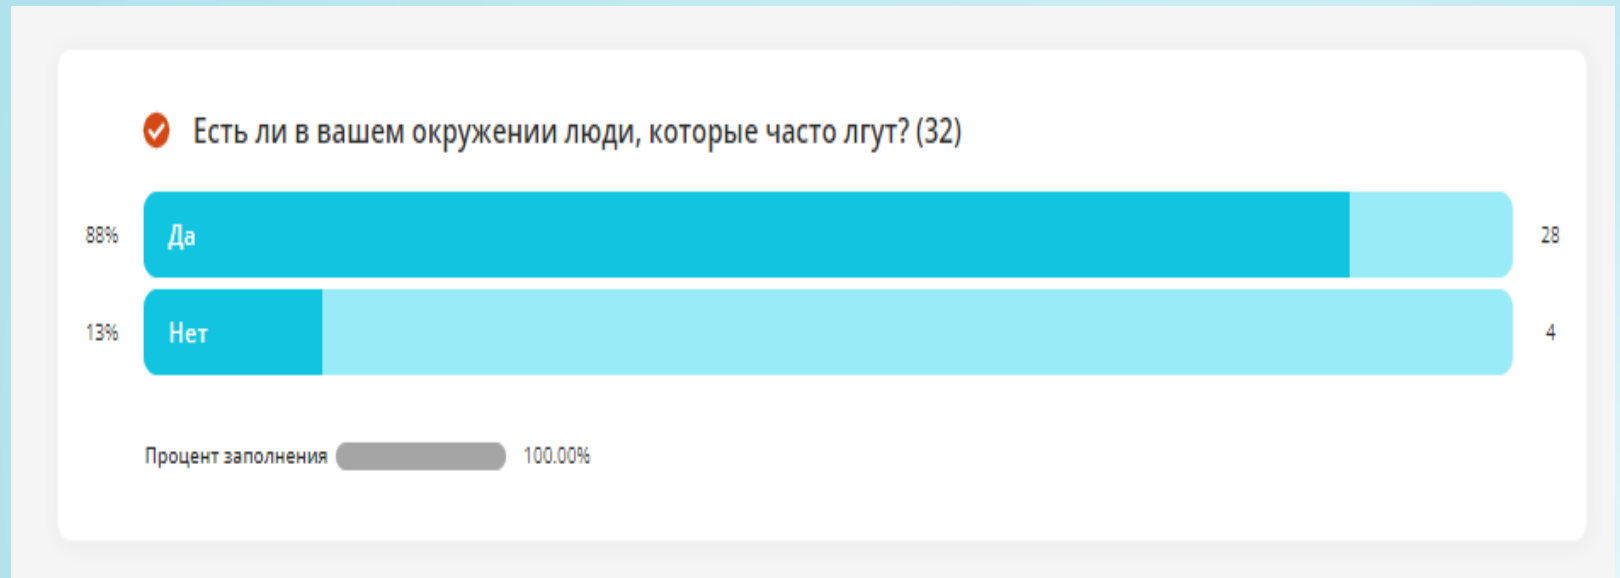 Есть ли в вашем окружении люди, которые часто лгут? (32)
88% Да 28
13% Нет 4
Процент заполнения 100.00%